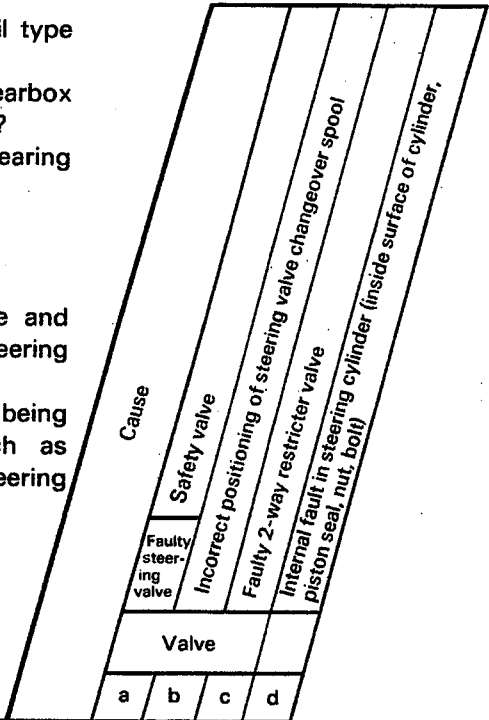 il type
earbox
?
earing
e and
eering
being
ch as
eering
Cause
Faulty
steer-
ing
valve
Safety valve
Incorrect positioning of steering valve changeover spool
Faulty 2-way restricter valve
Internal fault in steering cylinder (inside surface of cylinder,
piston seal, nut, bolt)
Valve
a b c d